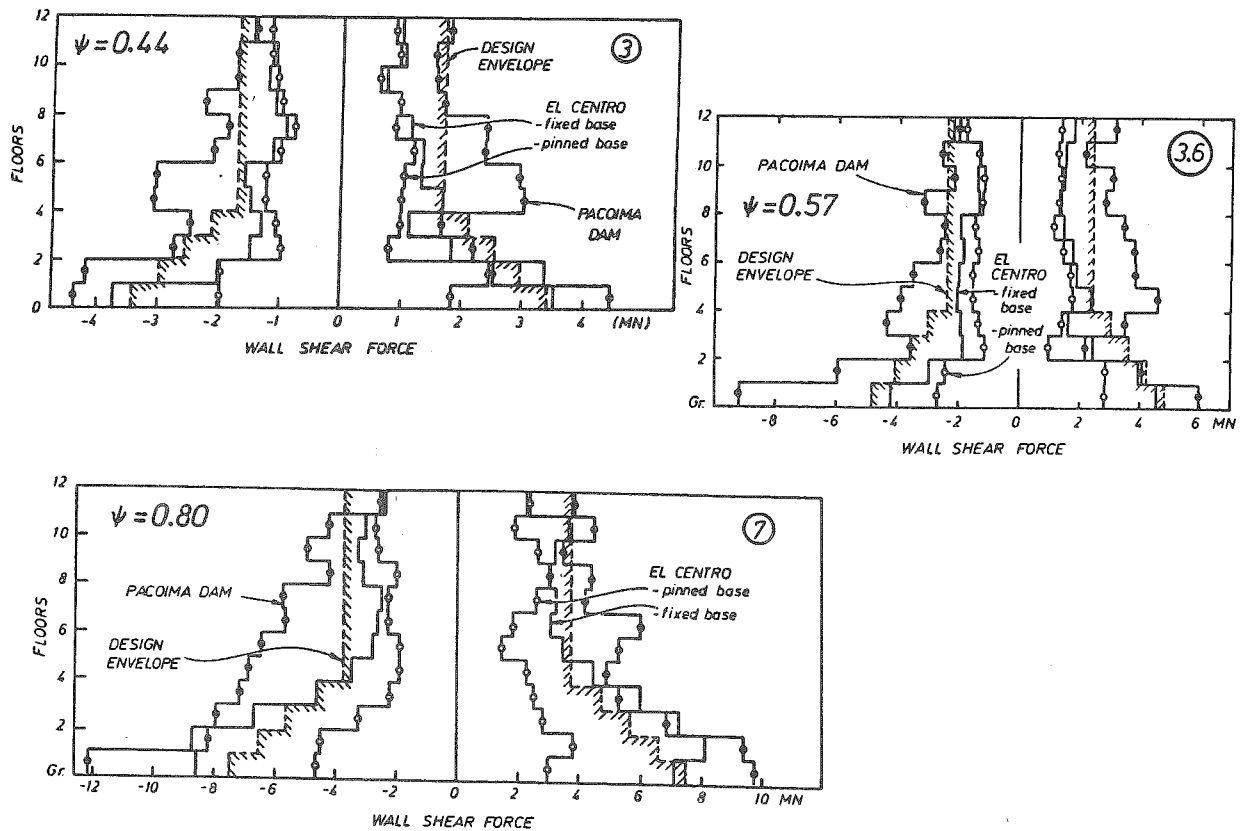 12
10
8
6
4
2
0
FLOORS
ψ = 0.44
3
DESIGN
ENVELOPE
EL CENTRO
-fixed base
-pinned base
PACOIMA
DAM
-4 -3 -2 -1 0 1 2 3 4 (MN)
WALL SHEAR FORCE
12
10
8
6
4
2
Gr.
FLOORS
PACOIMA DAM
ψ = 0.57
3.6
DESIGN
ENVELOPE
EL
CENTRO
-fixed
base
-pinned
base
-8 -6 -4 -2 0 2 4 6 MN
WALL SHEAR FORCE
12
10
8
6
4
2
Gr.
FLOORS
ψ = 0.80
7
PACOIMA DAM
DESIGN
ENVELOPE
EL CENTRO
-pinned base
-fixed base
-12 -10 -8 -6 -4 -2 0 2 4 6 8 10 MN
WALL SHEAR FORCE